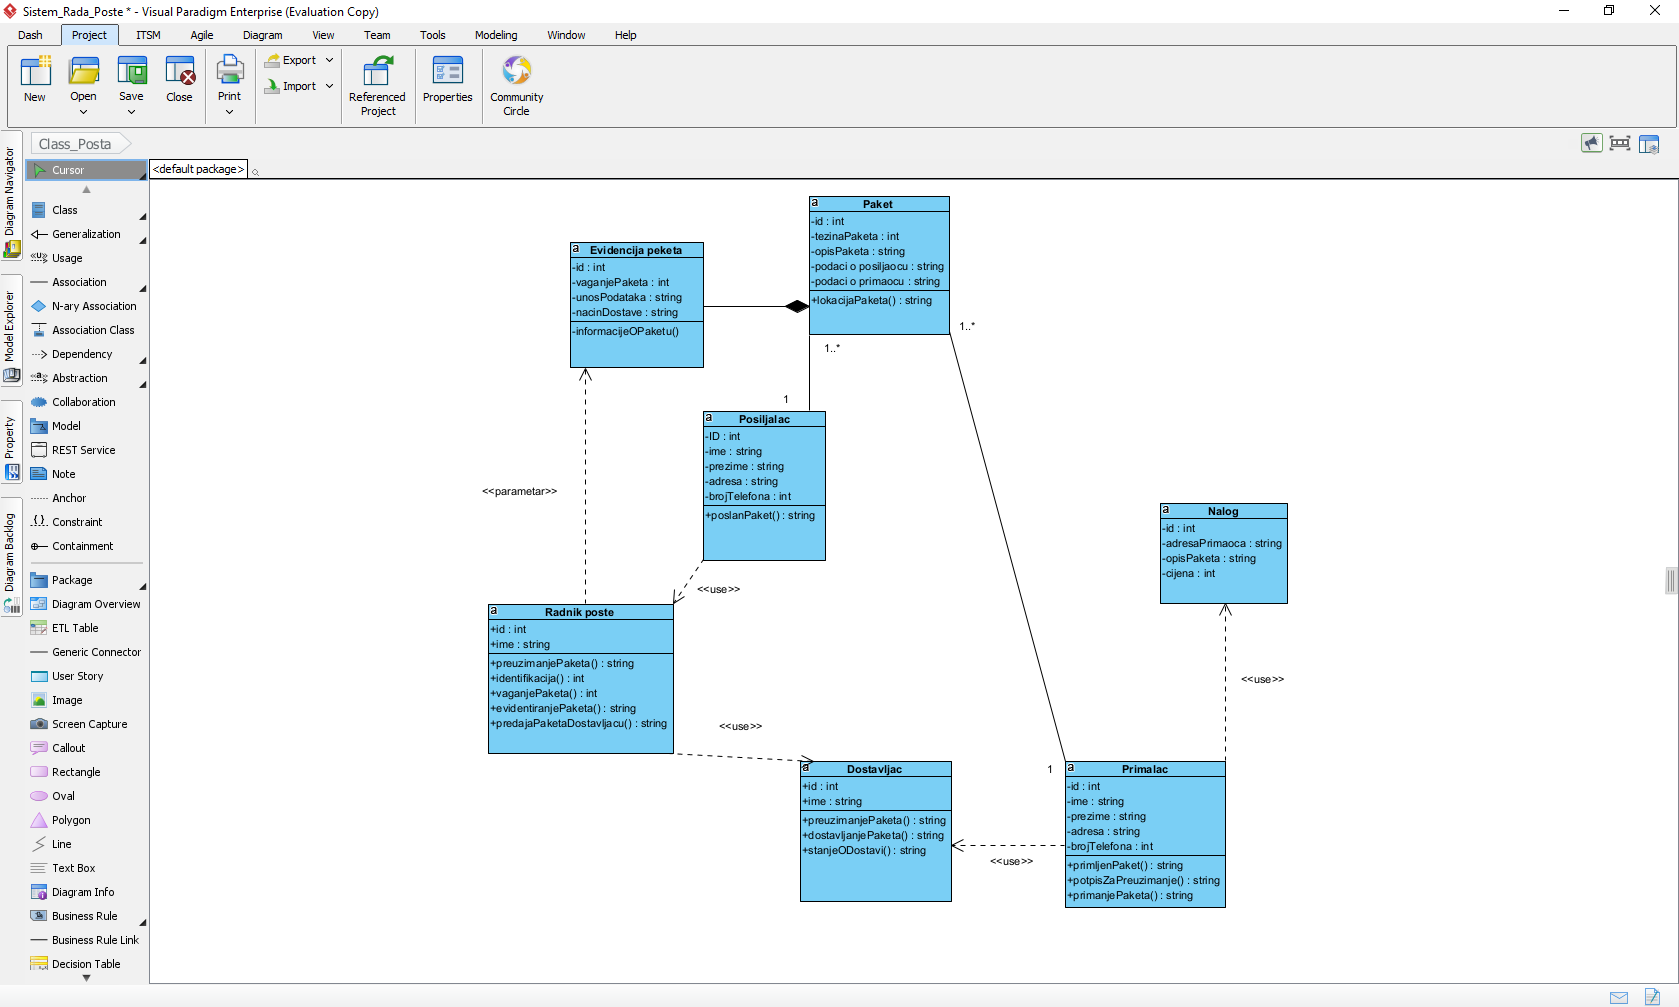 Sistem_Rada_Poste * - Visual Paradigm Enterprise (Evaluation Copy)
Dash Project ITSM Agile Diagram View Team Tools Modeling Window Help
New Open Save Close Print Export Import Referenced Project Properties Community Circle
Class_Posta
Diagram Navigator
Model Explorer
Property
Diagram Backlog
Cursor
Class
Generalization
<<U>> Usage
Association
N-ary Association
Association Class
Dependency
<<a>> Abstraction
Collaboration
Model
REST Service
Note
Anchor
{} Constraint
Containment
Package
Diagram Overview
ETL Table
Generic Connector
User Story
Image
Screen Capture
Callout
Rectangle
Oval
Polygon
Line
Text Box
Diagram Info
Business Rule
Business Rule Link
Decision Table
<default package>
a Paket
-id : int
-tezinaPaketa : int
-opisPaketa : string
-podaci o posiljaocu : string
-podaci o primaocu : string
+lokacijaPaketa() : string
a Evidencija peketa
-id : int
-vaganjePaketa : int
-unosPodataka : string
-nacinDostave : string
-informacijeOPaketu()
1..*
1..*
1
a Posiljalac
-ID : int
-ime : string
-prezime : string
-adresa : string
-brojTelefona : int
+poslanPaket() : string
<<parametar>>
<<use>>
a Nalog
-id : int
-adresaPrimaoca : string
-opisPaketa : string
-cijena : int
a Radnik poste
+id : int
+ime : string
+preuzimanjePaketa() : string
+identifikacija() : int
+vaganjePaketa() : int
+evidentiranjePaketa() : string
+predajaPaketaDostavljacu() : string
<<use>>
<<use>>
a Dostavljac
+id : int
+ime : string
+preuzimanjePaketa() : string
+dostavljanjePaketa() : string
+stanjeODostavi() : string
1
a Primalac
-id : int
-ime : string
-prezime : string
-adresa : string
-brojTelefona : int
+primljenPaket() : string
+potpisZaPreuzimanje() : string
+primanjePaketa() : string
<<use>>